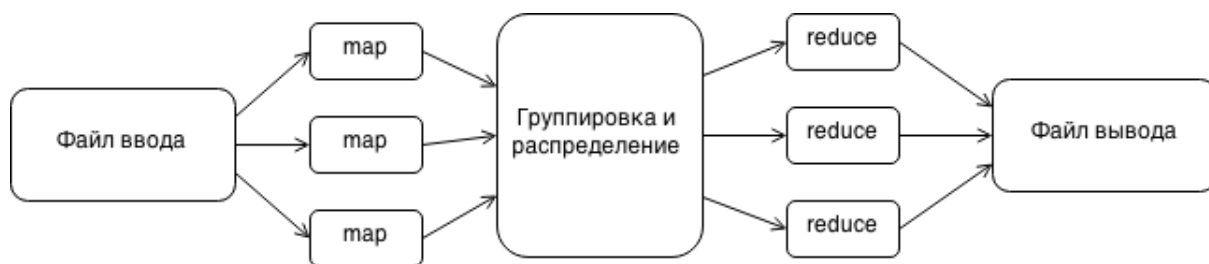 Файл ввода
map
map
map
Группировка и
распределение
reduce
reduce
reduce
Файл вывода